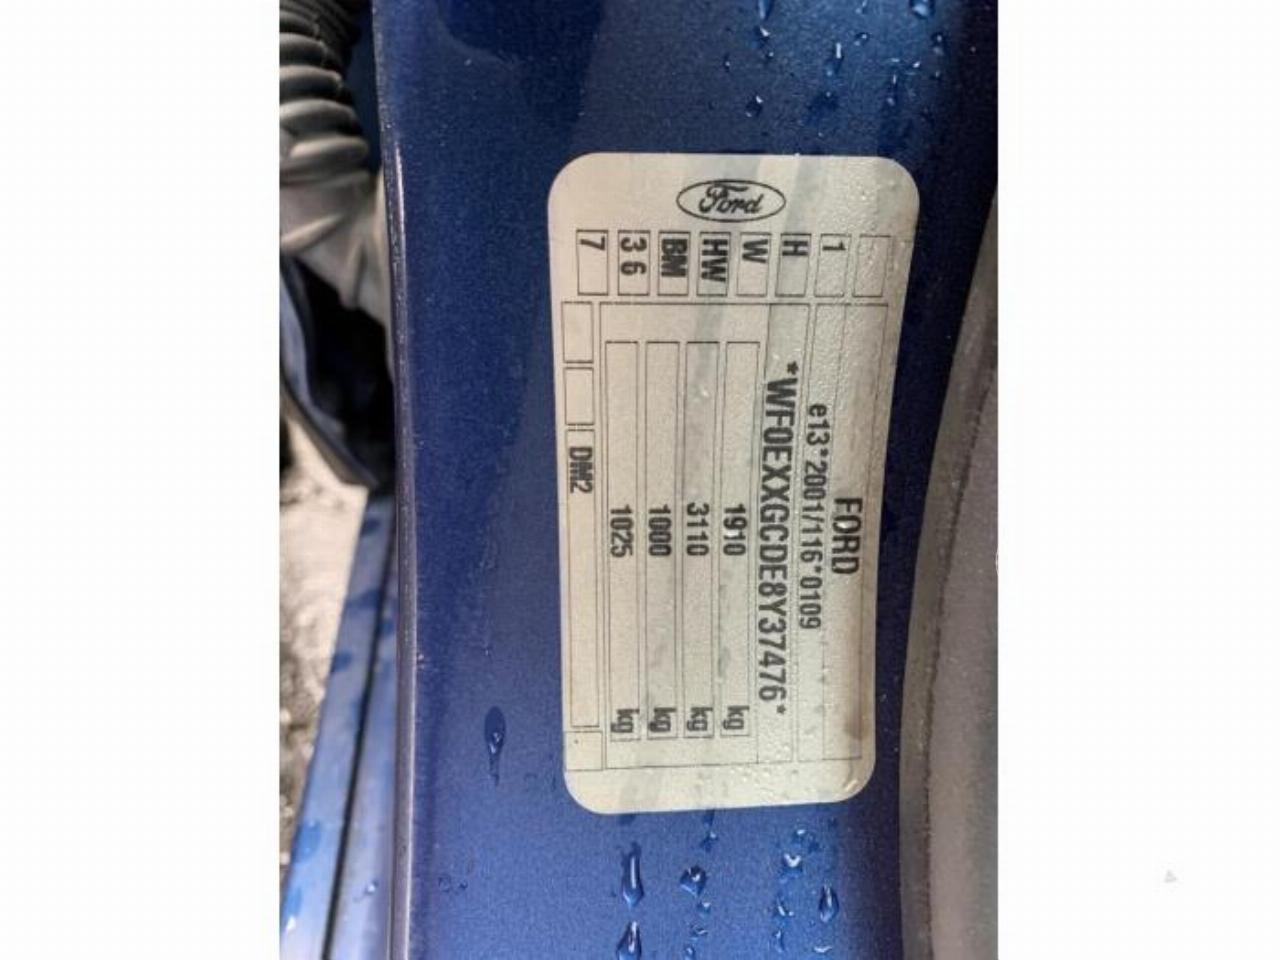 Ford
FORD
e13*2001/116*0109
*WF0EXXGCDE8Y37476*
1910 kg
3110 kg
1000 kg
1025 kg
DM2
1
H
W
HW
BM
3 6
7